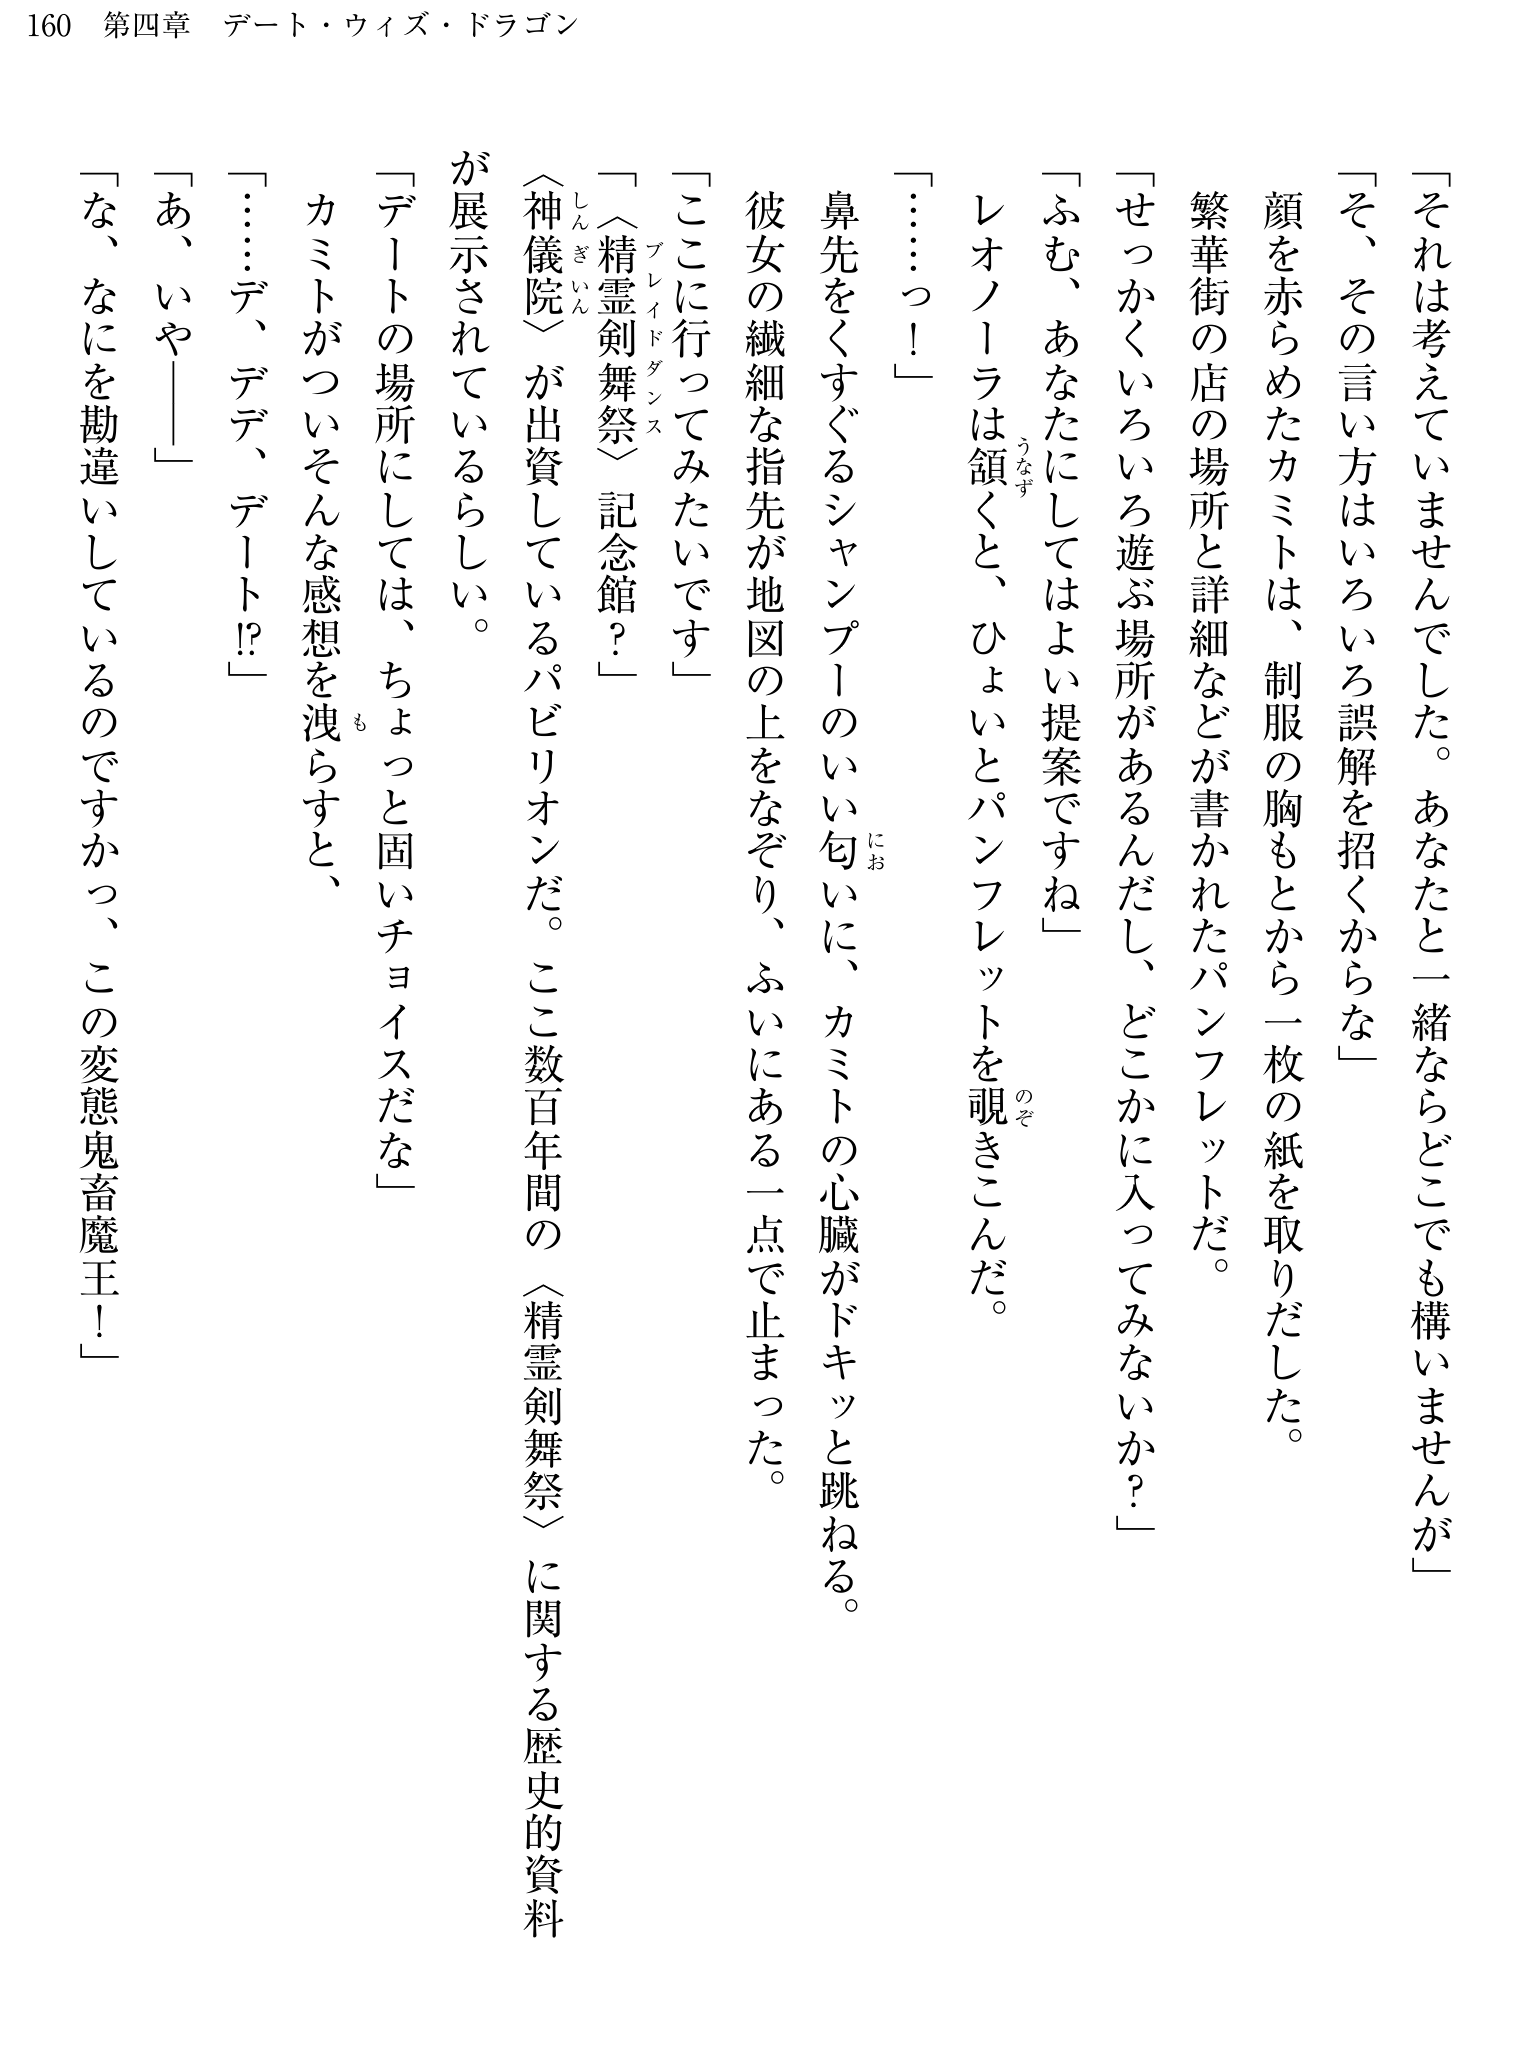 160 第四章 デート・ウィズ・ドラゴン
「それは考えていませんでした。あなたと一緒ならどこでも構いませんが」
「そ、その言い方はいろいろ誤解を招くからな」
顔を赤らめたカミトは、制服の胸もとから一枚の紙を取りだした。
繁華街の店の場所と詳細などが書かれたパンフレットだ。
「せっかくいろいろ遊ぶ場所があるんだし、どこかに入ってみないか？」
「ふむ、あなたにしてはよい提案ですね」
レオノーラは頷くと、ひょいとパンフレットを覗きこんだ。
「……っ！」
鼻先をくすぐるシャンプーのいい匂いに、カミトの心臓がドキッと跳ねる。
彼女の繊細な指先が地図の上をなぞり、ふいにある一点で止まった。
「ここに行ってみたいです」
「〈精霊剣舞祭〉記念館？」
〈神儀院〉が出資しているパビリオンだ。ここ数百年間の〈精霊剣舞祭〉に関する歴史的資料
が展示されているらしい。
「デートの場所にしては、ちょっと固いチョイスだな」
カミトがついそんな感想を洩らすと、
「……デ、デデ、デート!?」
「あ、いや――」
「な、なにを勘違いしているのですかっ、この変態鬼畜魔王！」